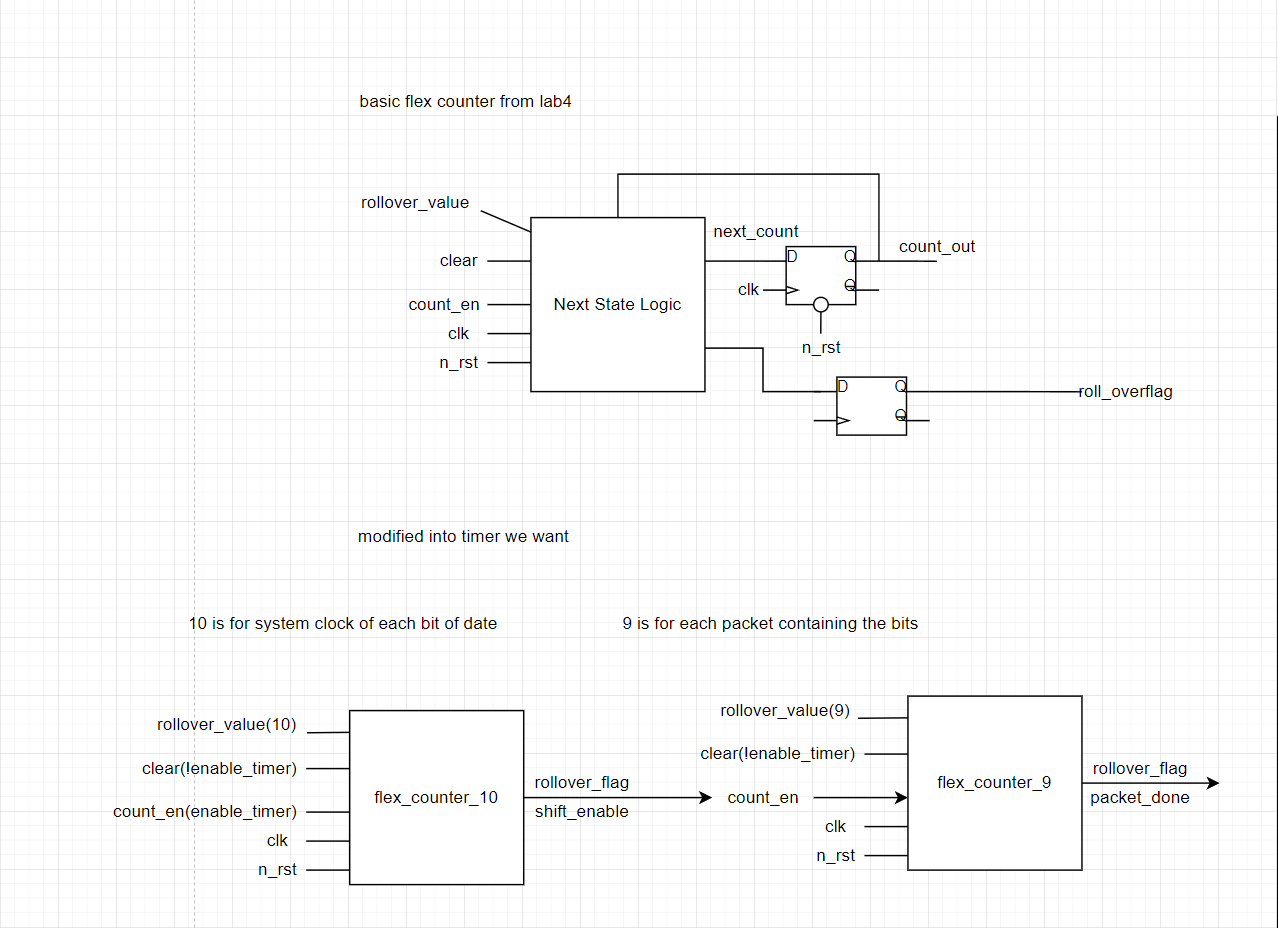 basic flex counter from lab4
rollover_value
clear
count_en
clk
n_rst
Next State Logic
next_count
D
Q
Q
clk
n_rst
count_out
D
Q
Q
roll_overflag
modified into timer we want
10 is for system clock of each bit of date
9 is for each packet containing the bits
rollover_value(10)
clear(!enable_timer)
count_en(enable_timer)
clk
n_rst
flex_counter_10
rollover_flag
shift_enable
rollover_value(9)
clear(!enable_timer)
count_en
clk
n_rst
flex_counter_9
rollover_flag
packet_done